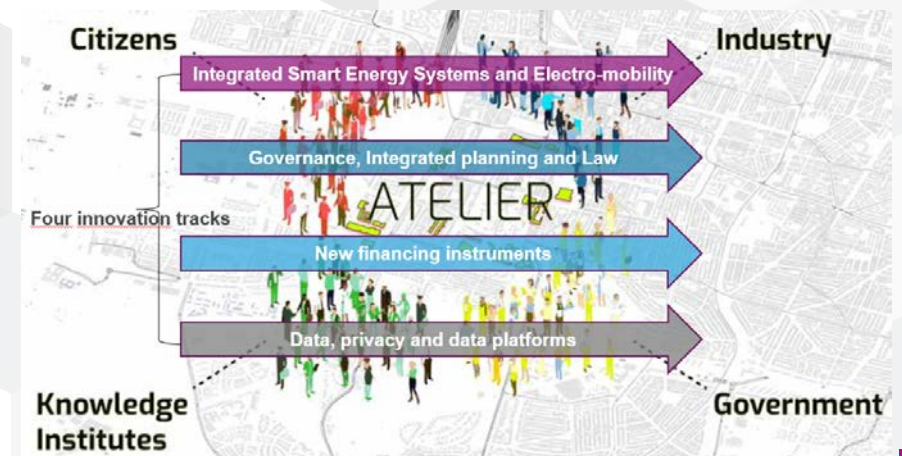 Citizens
Industry
Integrated Smart Energy Systems and Electro-mobility
Governance, Integrated planning and Law
ATELIER
Four innovation tracks
New financing instruments
Data, privacy and data platforms
Knowledge
Institutes
Government